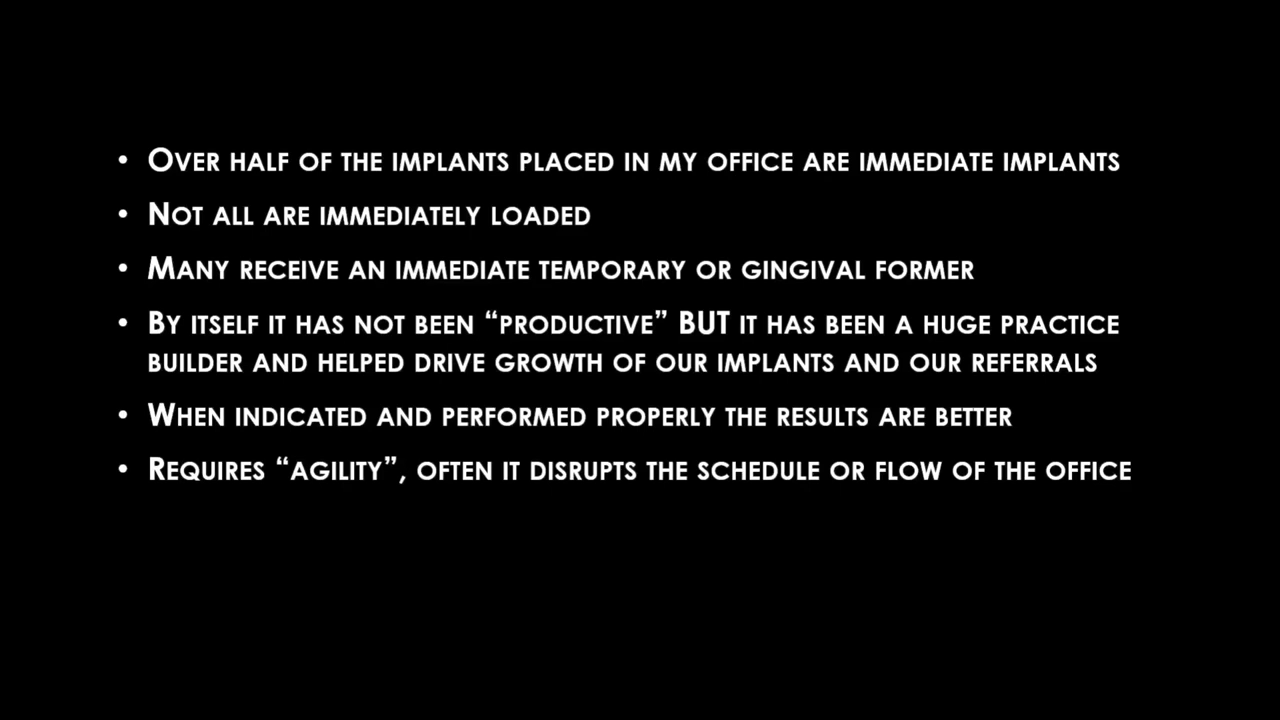 • Over half of the implants placed in my office are immediate implants
• Not all are immediately loaded
• Many receive an immediate temporary or gingival former
• By itself it has not been “productive” BUT it has been a huge practice
builder and helped drive growth of our implants and our referrals
• When indicated and performed properly the results are better
• Requires “agility”, often it disrupts the schedule or flow of the office